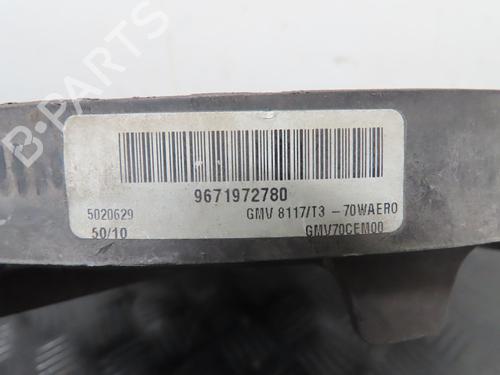 9671972780
5020629 GMV 8117/T3 -70WAERO
50/10 GMV70CEM00
B-PARTS